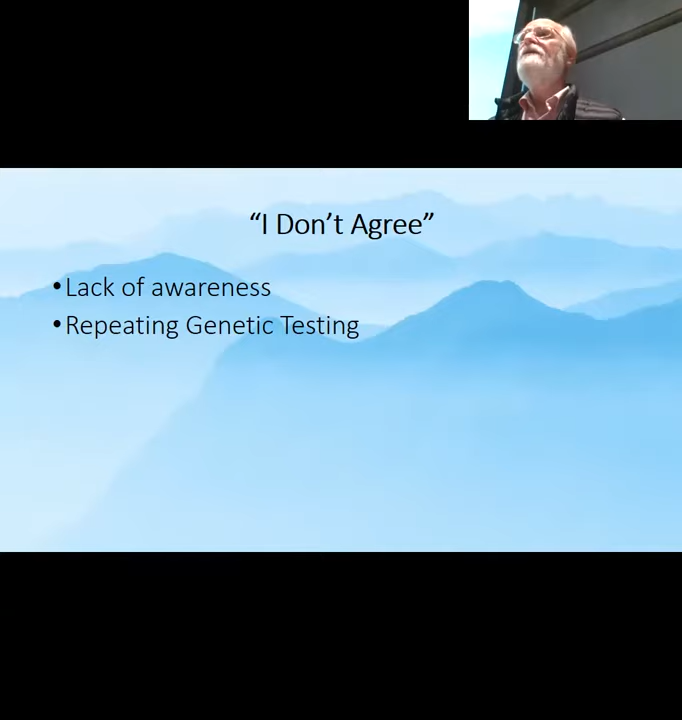 “I Don’t Agree”
•Lack of awareness
•Repeating Genetic Testing